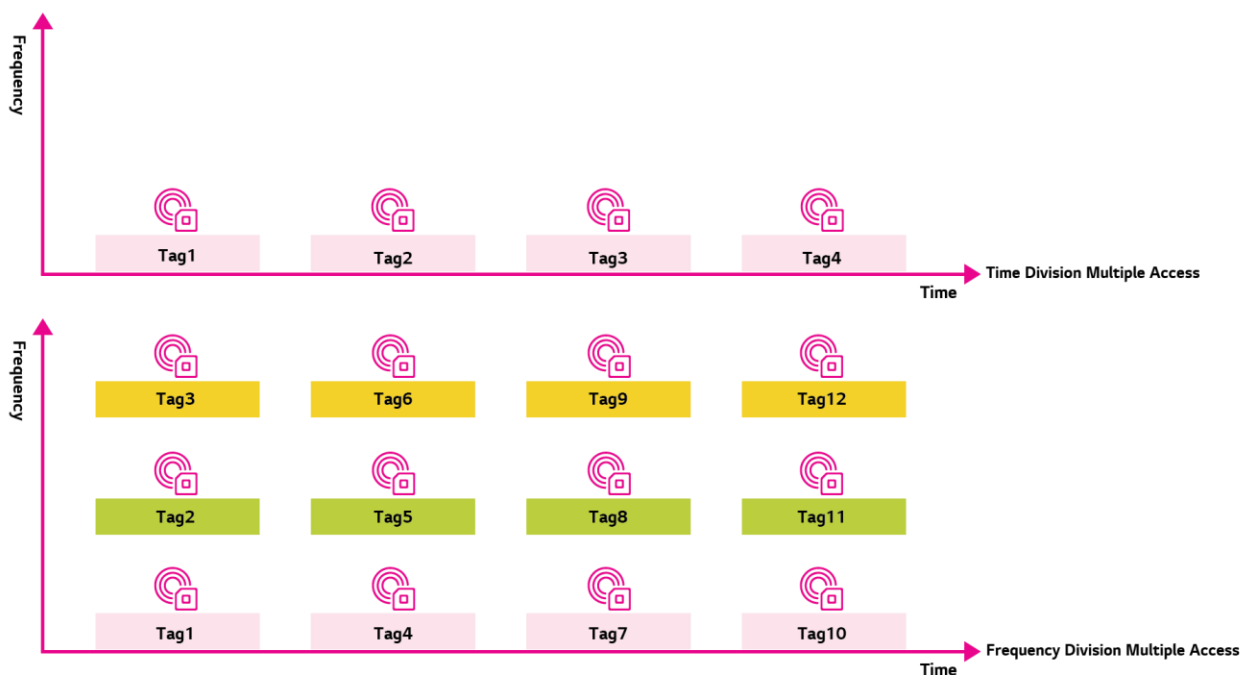 Frequency
Tag1
Tag2
Tag3
Tag4
Time Division Multiple Access
Time
Frequency
Tag3
Tag6
Tag9
Tag12
Tag2
Tag5
Tag8
Tag11
Tag1
Tag4
Tag7
Tag10
Frequency Division Multiple Access
Time